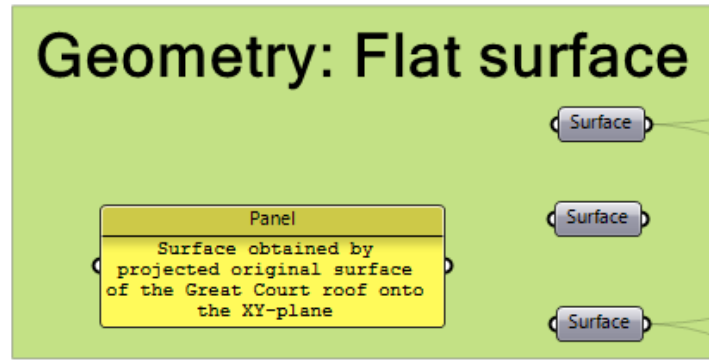 Geometry: Flat surface
Surface
Panel
Surface
Surface obtained by
projected original surface
of the Great Court roof onto
the XY-plane
Surface